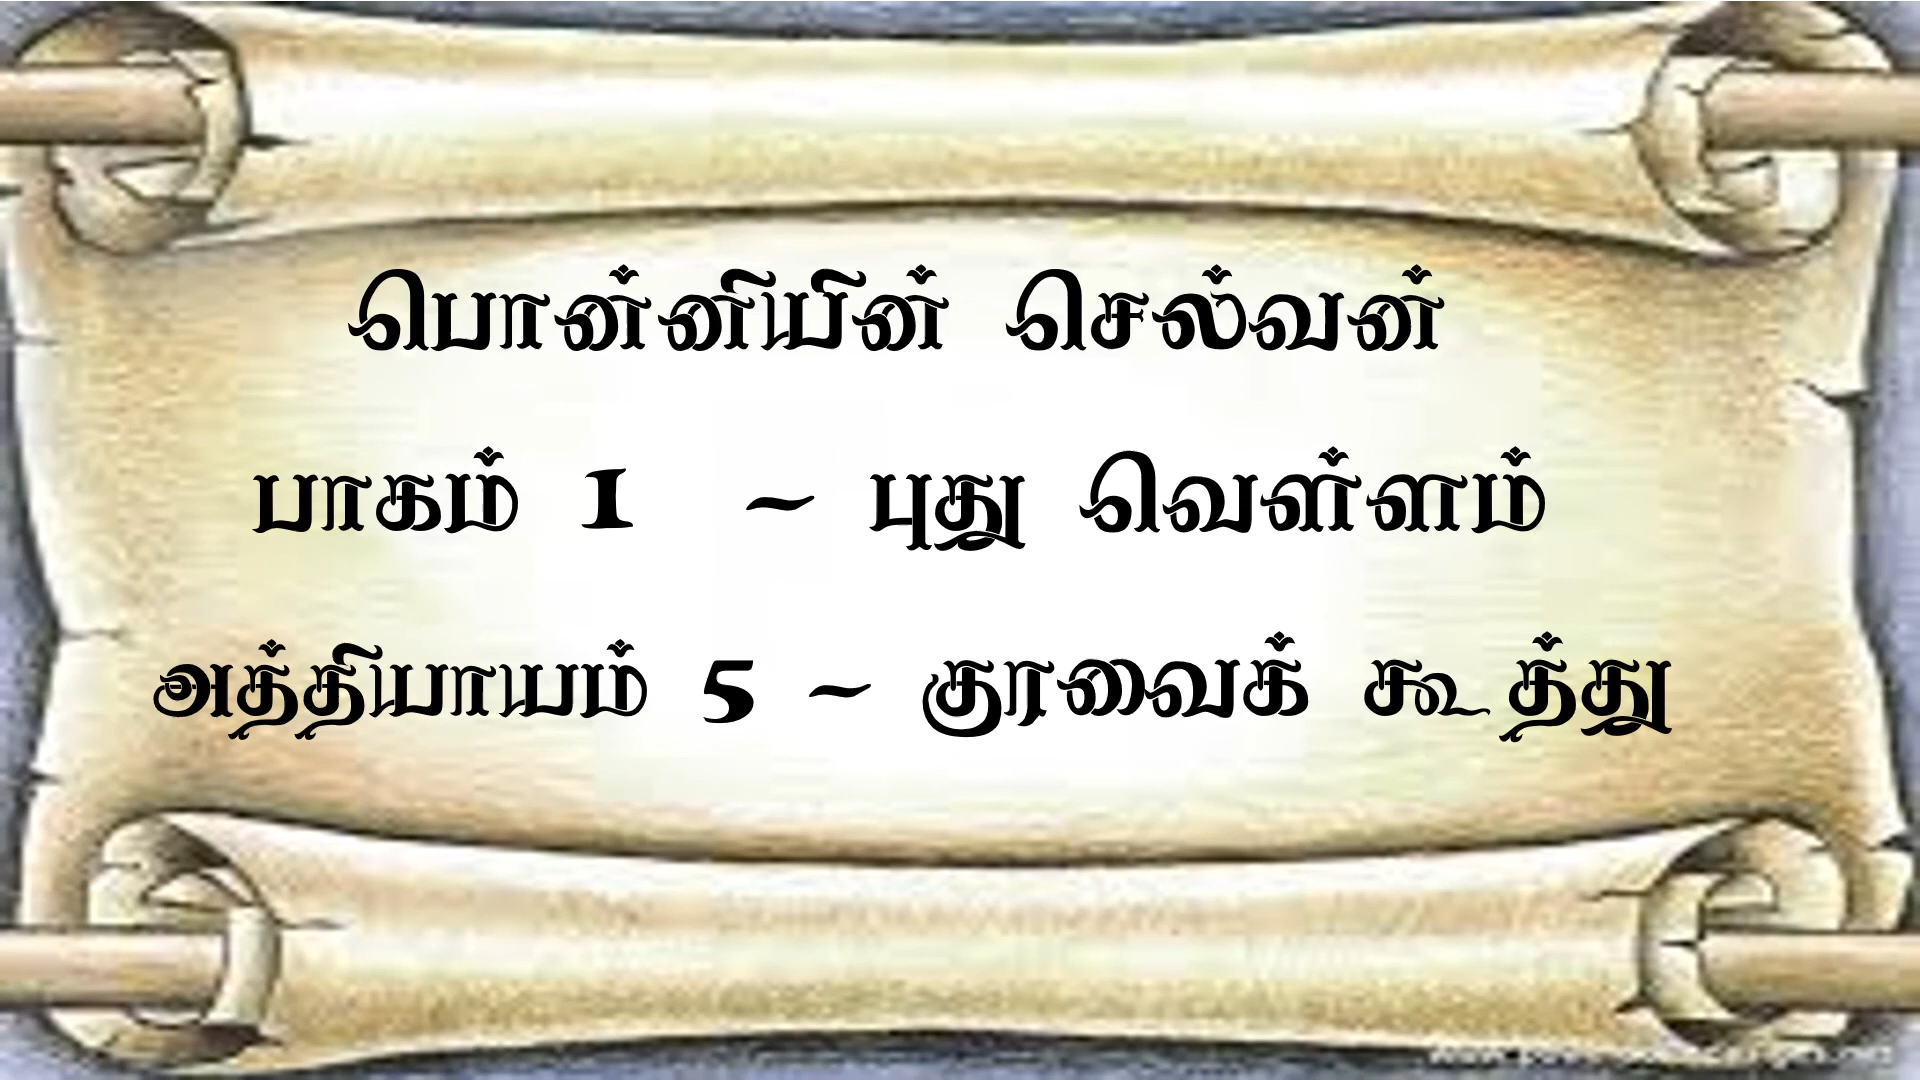 பொன்னியின் செல்வன்
பாகம் 1 ~ புது வெள்ளம்
அத்தியாயம் 5 ~ குரவைக் கூத்து